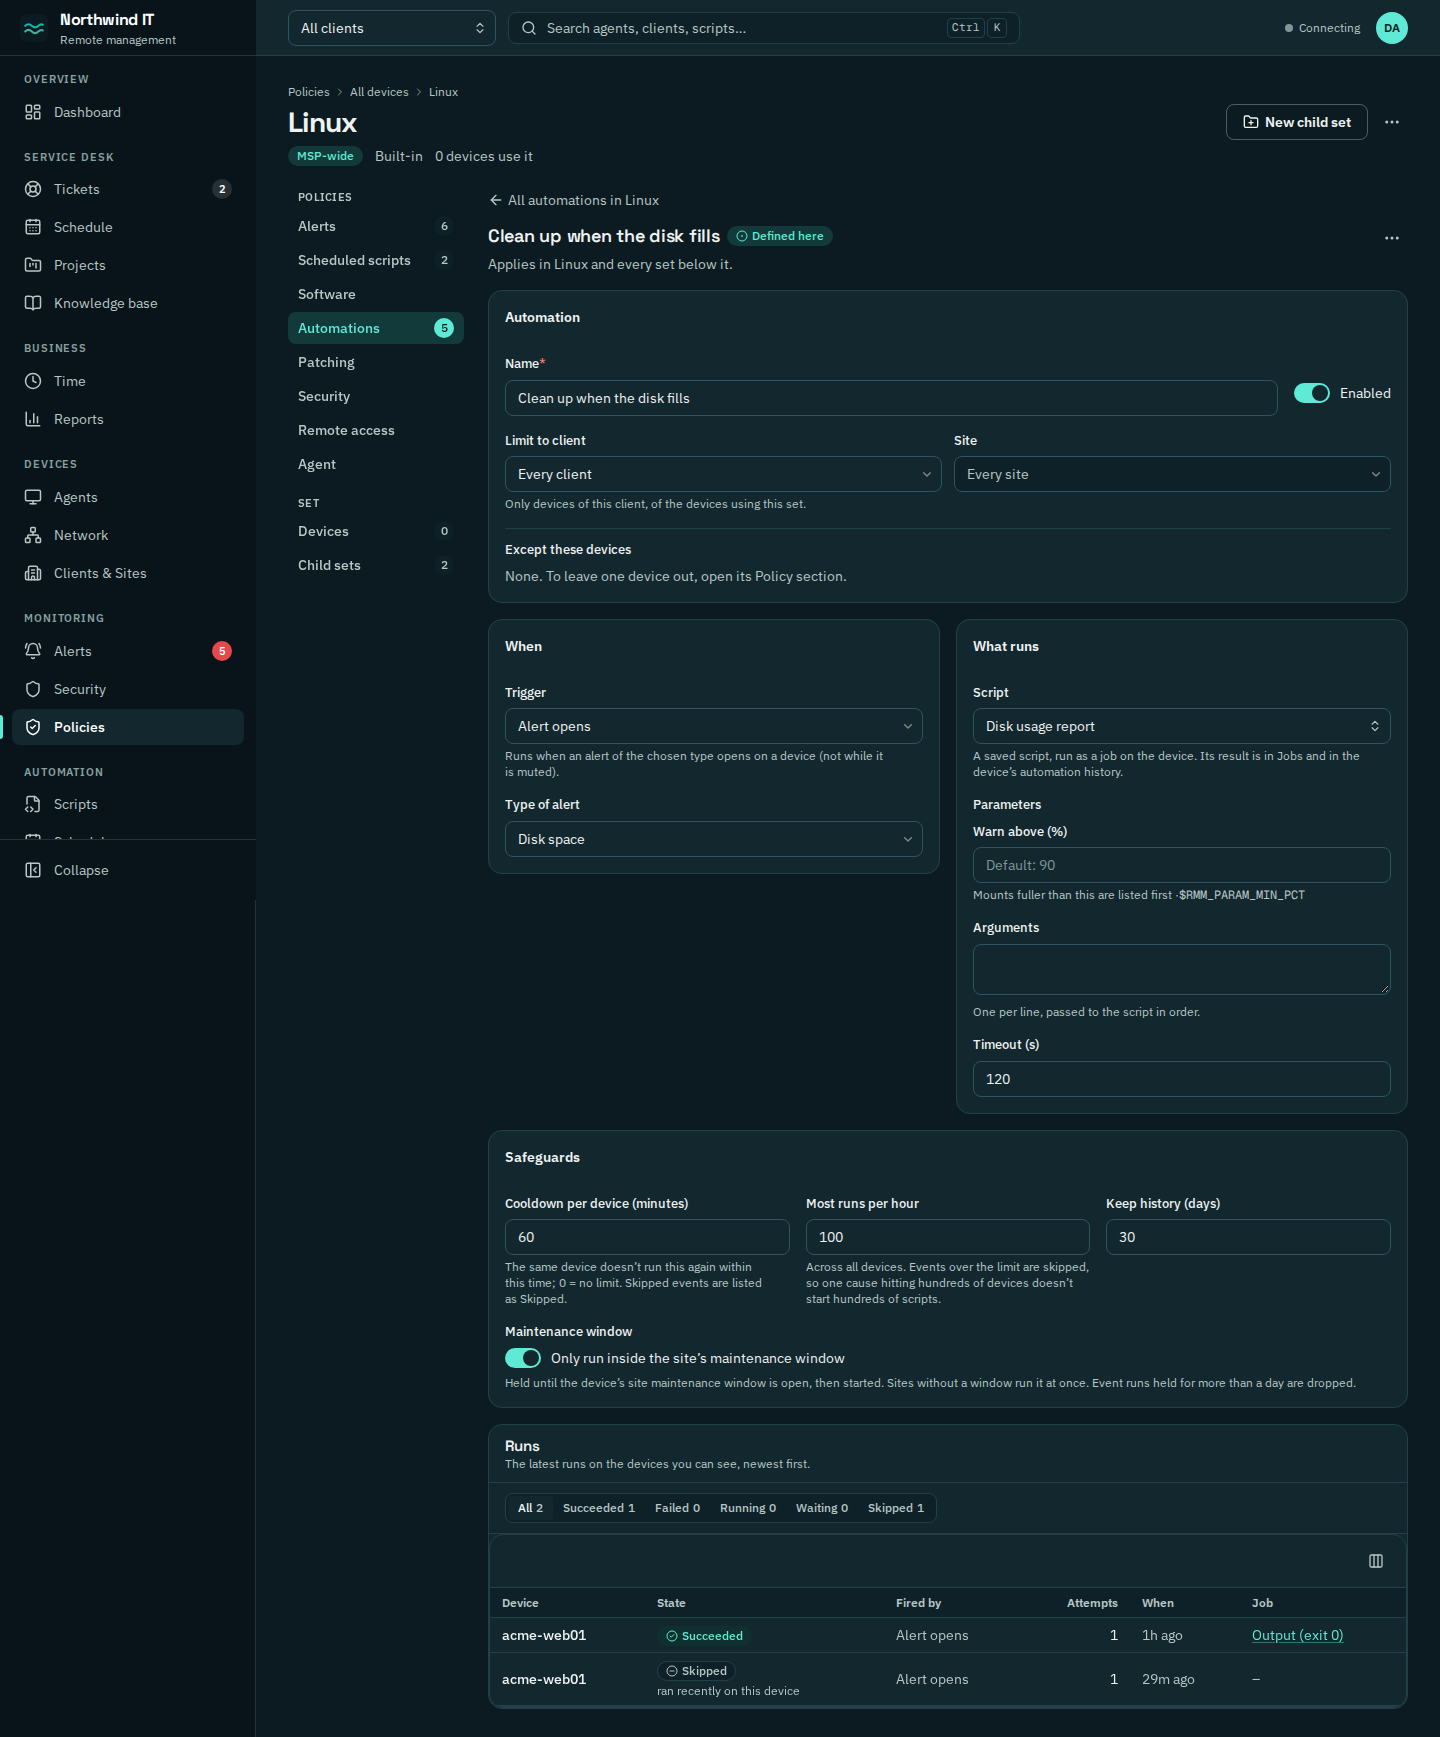 Northwind IT
Remote management
All clients
Search agents, clients, scripts...
Ctrl K
Connecting
DA
OVERVIEW
Dashboard
SERVICE DESK
Tickets 2
Schedule
Projects
Knowledge base
BUSINESS
Time
Reports
DEVICES
Agents
Network
Clients & Sites
MONITORING
Alerts 5
Security
Policies
AUTOMATION
Scripts
Collapse
Policies > All devices > Linux
Linux
New child set
MSP-wide Built-in 0 devices use it
POLICIES
Alerts 6
Scheduled scripts 2
Software
Automations 5
Patching
Security
Remote access
Agent
SET
Devices 0
Child sets 2
All automations in Linux
Clean up when the disk fills Defined here
Applies in Linux and every set below it.
Automation
Name*
Clean up when the disk fills
Enabled
Limit to client
Every client
Only devices of this client, of the devices using this set.
Site
Every site
Except these devices
None. To leave one device out, open its Policy section.
When
Trigger
Alert opens
Runs when an alert of the chosen type opens on a device (not while it
is muted).
Type of alert
Disk space
What runs
Script
Disk usage report
A saved script, run as a job on the device. Its result is in Jobs and in the
device’s automation history.
Parameters
Warn above (%)
Default: 90
Mounts fuller than this are listed first ·$RMM_PARAM_MIN_PCT
Arguments
One per line, passed to the script in order.
Timeout (s)
120
Safeguards
Cooldown per device (minutes)
60
The same device doesn’t run this again within
this time; 0 = no limit. Skipped events are listed
as Skipped.
Most runs per hour
100
Across all devices. Events over the limit are skipped,
so one cause hitting hundreds of devices doesn’t
start hundreds of scripts.
Keep history (days)
30
Maintenance window
Only run inside the site’s maintenance window
Held until the device’s site maintenance window is open, then started. Sites without a window run it at once. Event runs held for more than a day are dropped.
Runs
The latest runs on the devices you can see, newest first.
All 2 Succeeded 1 Failed 0 Running 0 Waiting 0 Skipped 1
Device State Fired by Attempts When Job
acme-web01 Succeeded Alert opens 1 1h ago Output (exit 0)
acme-web01 Skipped Alert opens 1 29m ago –
ran recently on this device